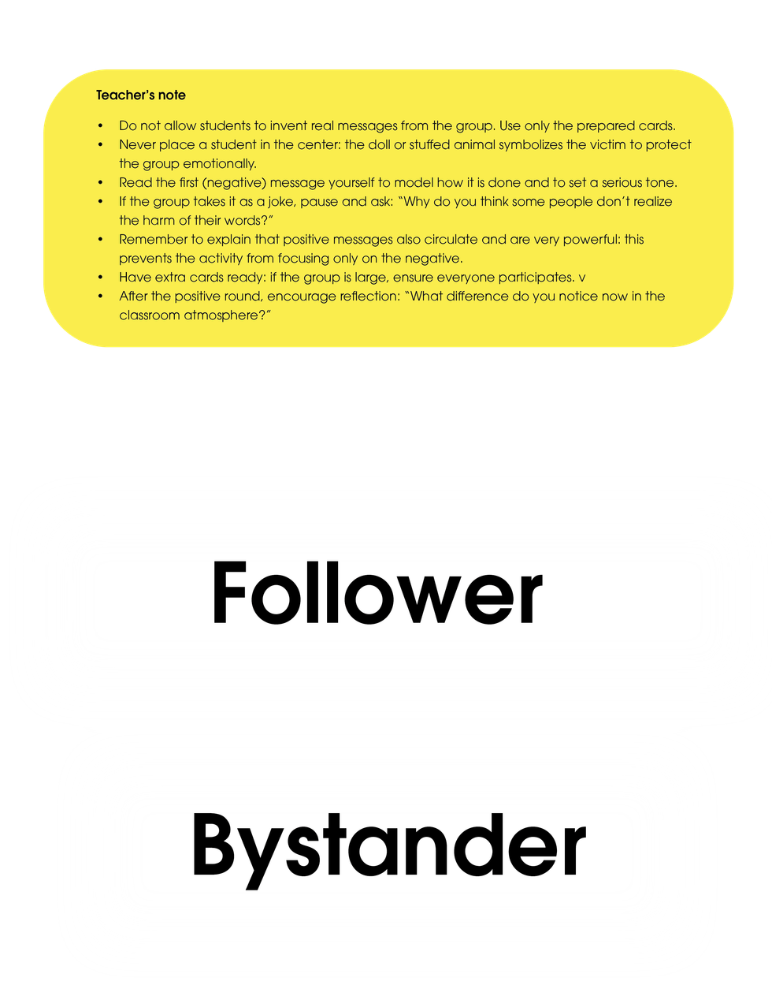 Teacher’s note
• Do not allow students to invent real messages from the group. Use only the prepared cards.
• Never place a student in the center: the doll or stuffed animal symbolizes the victim to protect
the group emotionally.
• Read the first (negative) message yourself to model how it is done and to set a serious tone.
• If the group takes it as a joke, pause and ask: “Why do you think some people don’t realize
the harm of their words?”
• Remember to explain that positive messages also circulate and are very powerful: this
prevents the activity from focusing only on the negative.
• Have extra cards ready: if the group is large, ensure everyone participates. v
• After the positive round, encourage reflection: “What difference do you notice now in the
classroom atmosphere?”
Follower
Bystander